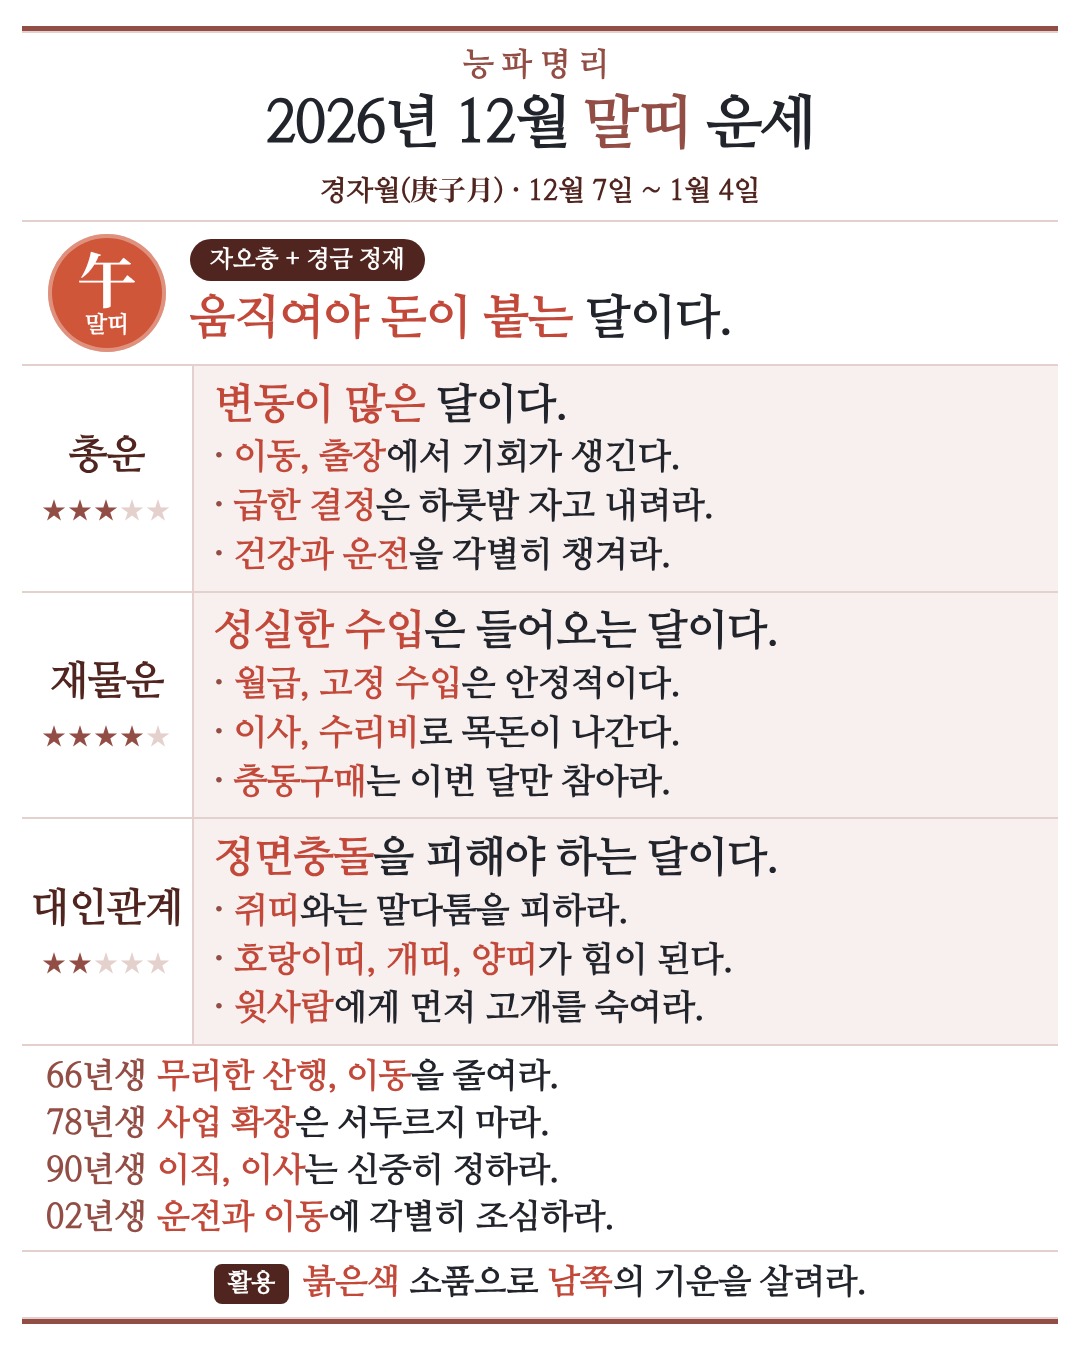 능파명리
2026년 12월 말띠 운세
경자월(庚子月) · 12월 7일 ~ 1월 4일
午
말띠
자오충 + 경금 정재
움직여야 돈이 붙는 달이다.
총운
★★★★★
변동이 많은 달이다.
· 이동, 출장에서 기회가 생긴다.
· 급한 결정은 하룻밤 자고 내려라.
· 건강과 운전을 각별히 챙겨라.
재물운
★★★★★
성실한 수입은 들어오는 달이다.
· 월급, 고정 수입은 안정적이다.
· 이사, 수리비로 목돈이 나간다.
· 충동구매는 이번 달만 참아라.
대인관계
★★★★★
정면충돌을 피해야 하는 달이다.
· 쥐띠와는 말다툼을 피하라.
· 호랑이띠, 개띠, 양띠가 힘이 된다.
· 윗사람에게 먼저 고개를 숙여라.
66년생 무리한 산행, 이동을 줄여라.
78년생 사업 확장은 서두르지 마라.
90년생 이직, 이사는 신중히 정하라.
02년생 운전과 이동에 각별히 조심하라.
활용 붉은색 소품으로 남쪽의 기운을 살려라.